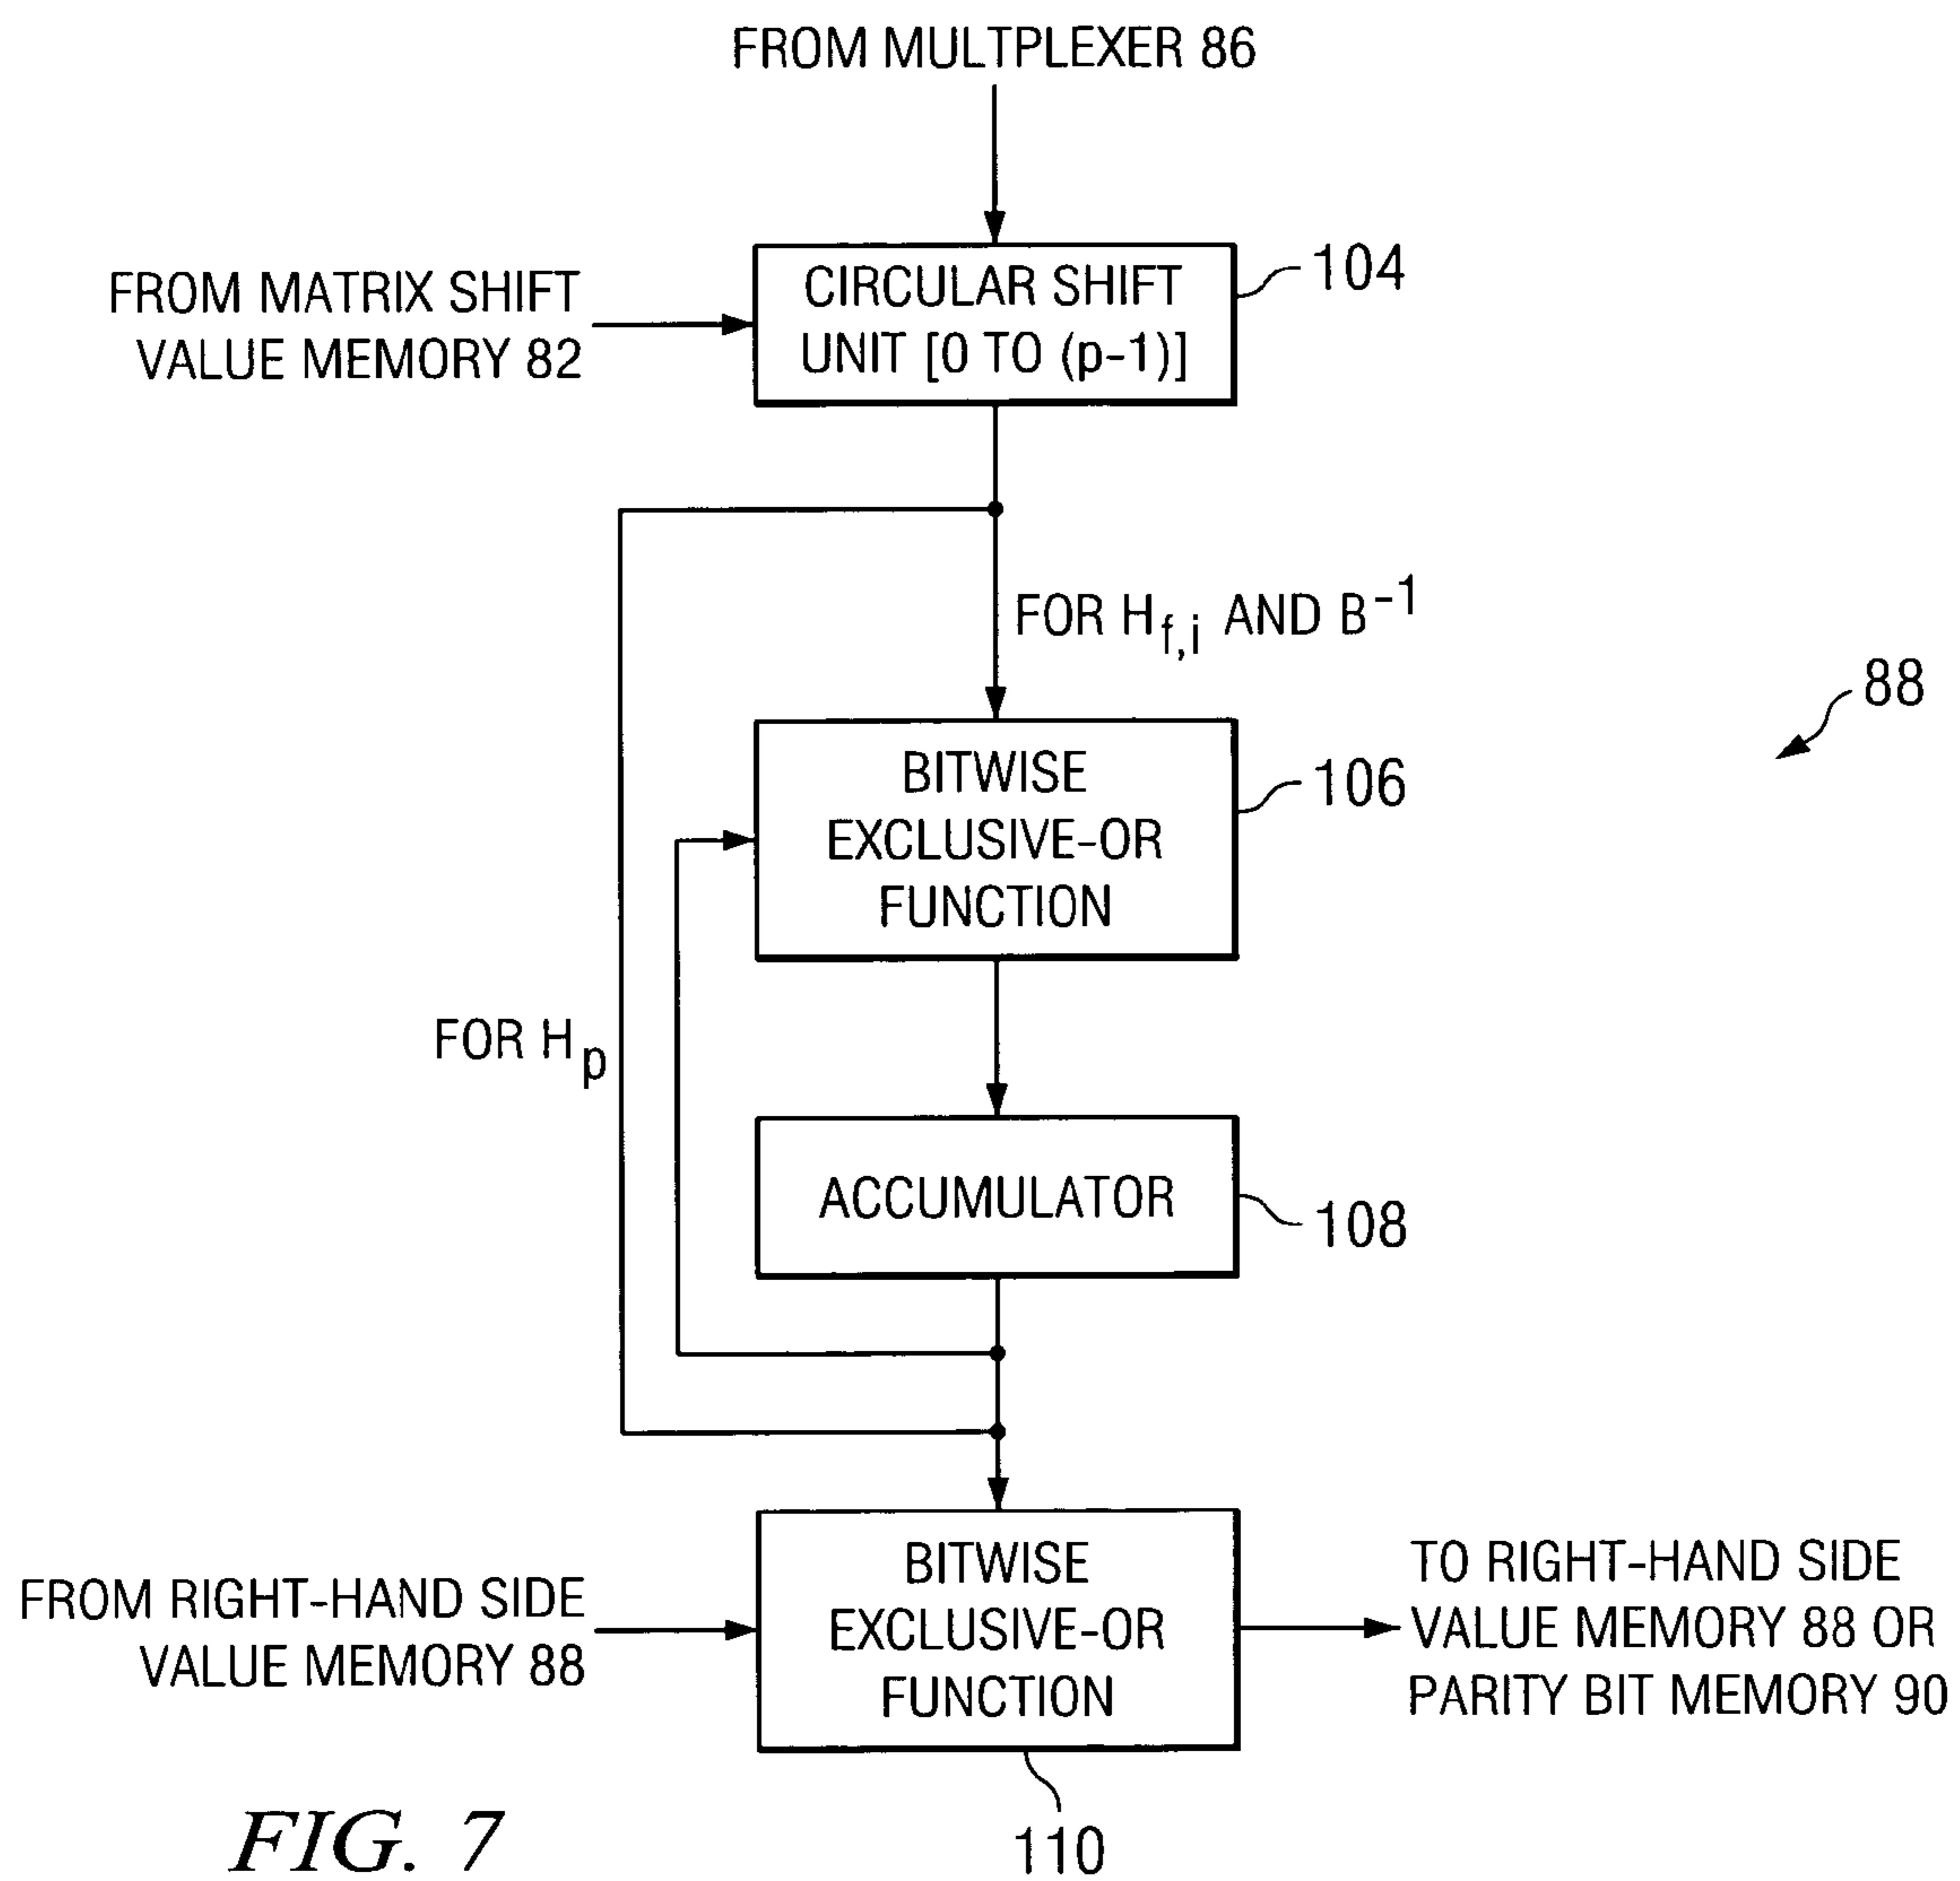 FROM MULTPLEXER 86
FROM MATRIX SHIFT
VALUE MEMORY 82
CIRCULAR SHIFT
UNIT [0 TO (p-1)]
104
FOR H_f,i AND B^-1
88
BITWISE
EXCLUSIVE-OR
FUNCTION
106
FOR H_p
ACCUMULATOR
108
FROM RIGHT-HAND SIDE
VALUE MEMORY 88
BITWISE
EXCLUSIVE-OR
FUNCTION
TO RIGHT-HAND SIDE
VALUE MEMORY 88 OR
PARITY BIT MEMORY 90
110
FIG. 7